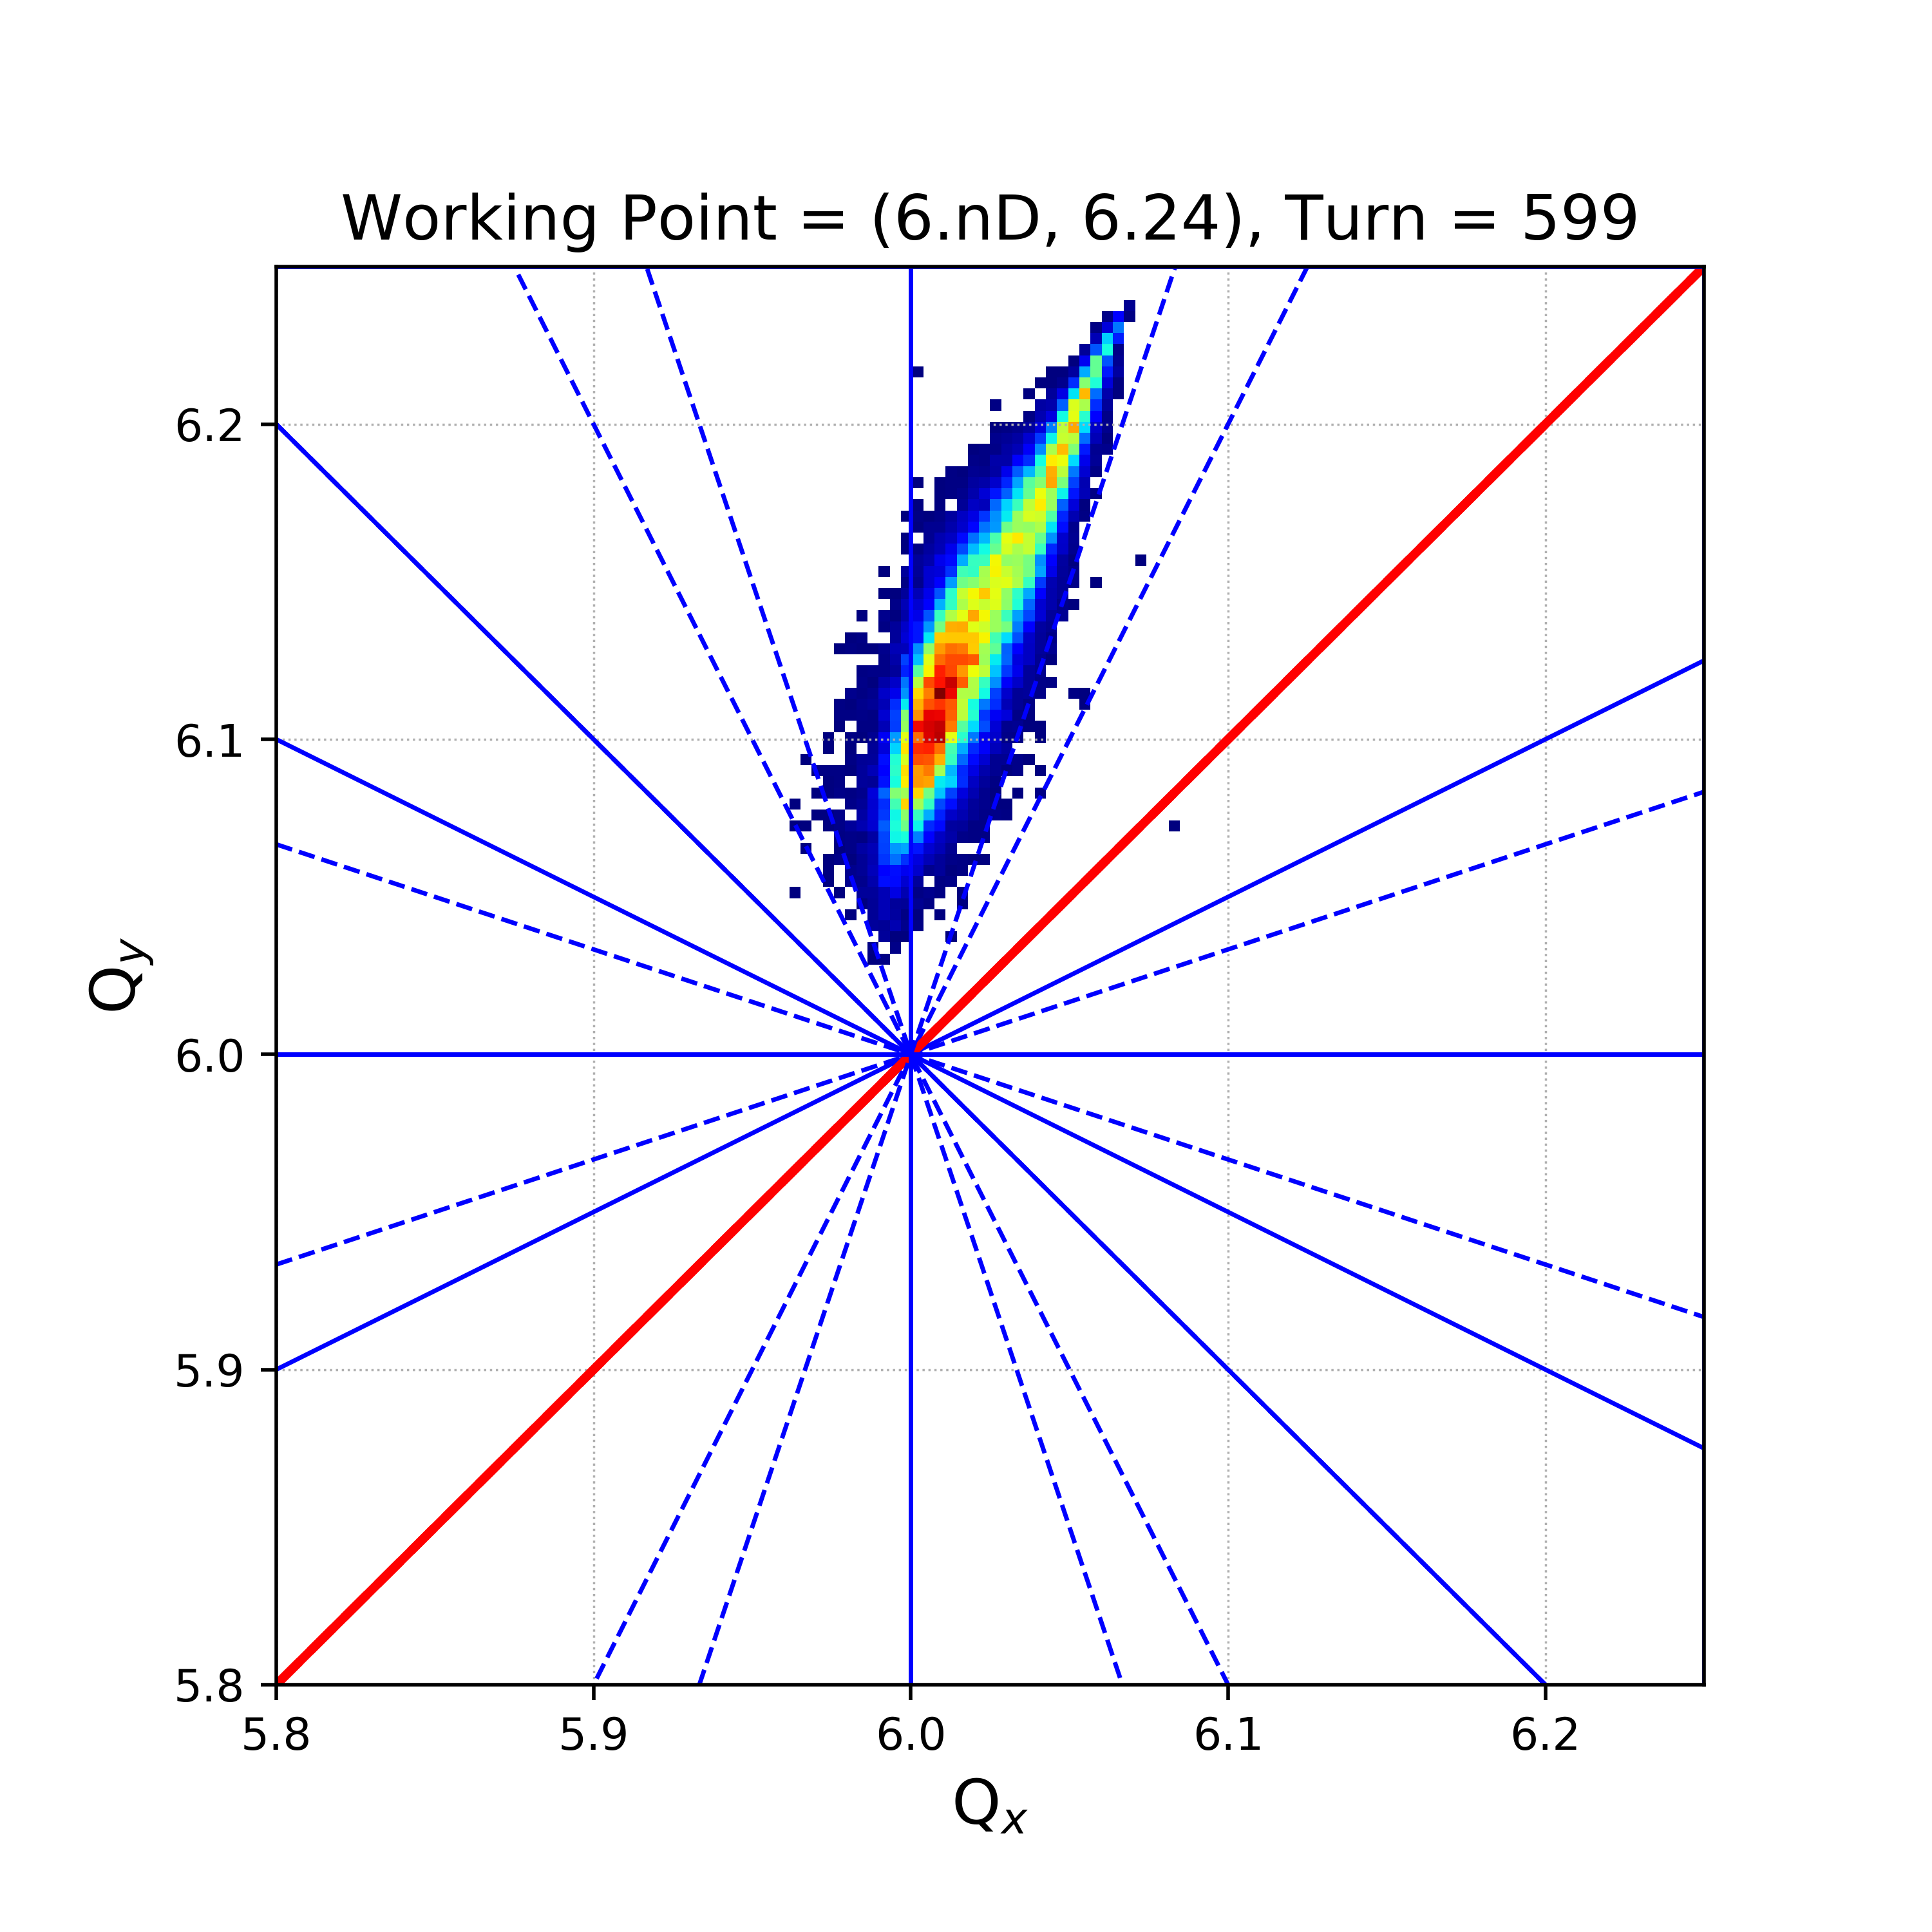 Working Point = (6.nD, 6.24), Turn = 599
6.2
6.1
6.0
5.9
5.8
Qy
5.8 5.9 6.0 6.1 6.2
Qx